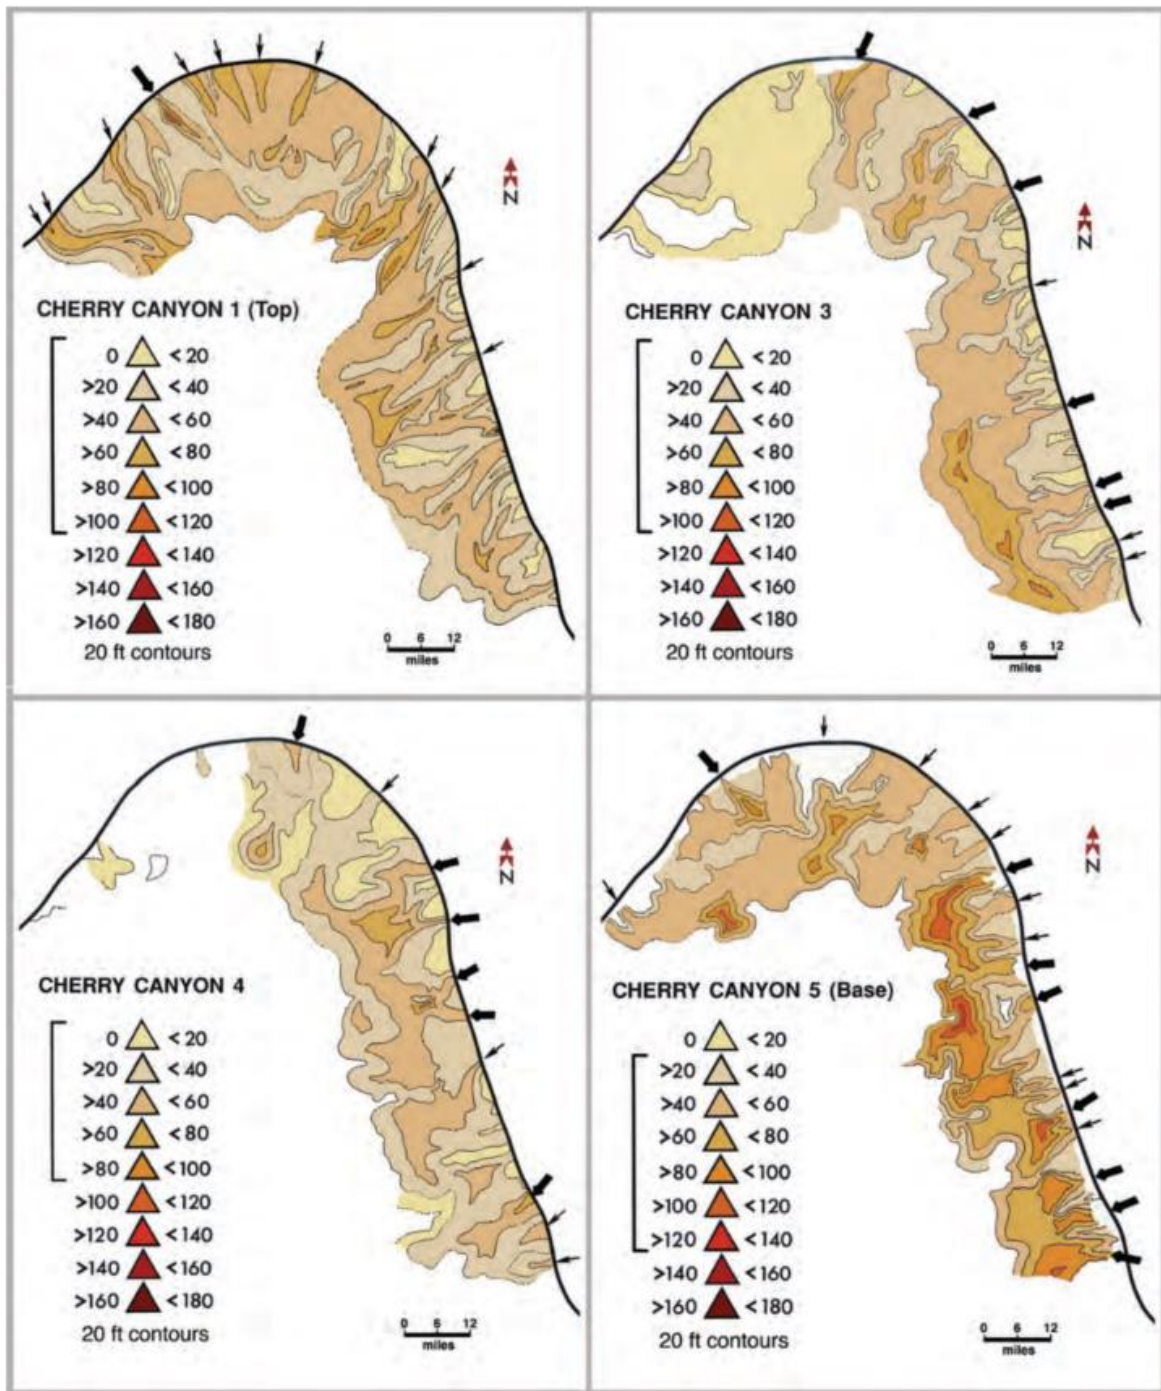 CHERRY CANYON 1 (Top)
0 <20
>20 <40
>40 <60
>60 <80
>80 <100
>100 <120
>120 <140
>140 <160
>160 <180
20 ft contours
N
0 6 12
miles
CHERRY CANYON 3
0 <20
>20 <40
>40 <60
>60 <80
>80 <100
>100 <120
>120 <140
>140 <160
>160 <180
20 ft contours
N
0 6 12
miles
CHERRY CANYON 4
0 <20
>20 <40
>40 <60
>60 <80
>80 <100
>100 <120
>120 <140
>140 <160
>160 <180
20 ft contours
N
0 6 12
miles
CHERRY CANYON 5 (Base)
0 <20
>20 <40
>40 <60
>60 <80
>80 <100
>100 <120
>120 <140
>140 <160
>160 <180
20 ft contours
N
0 6 12
miles